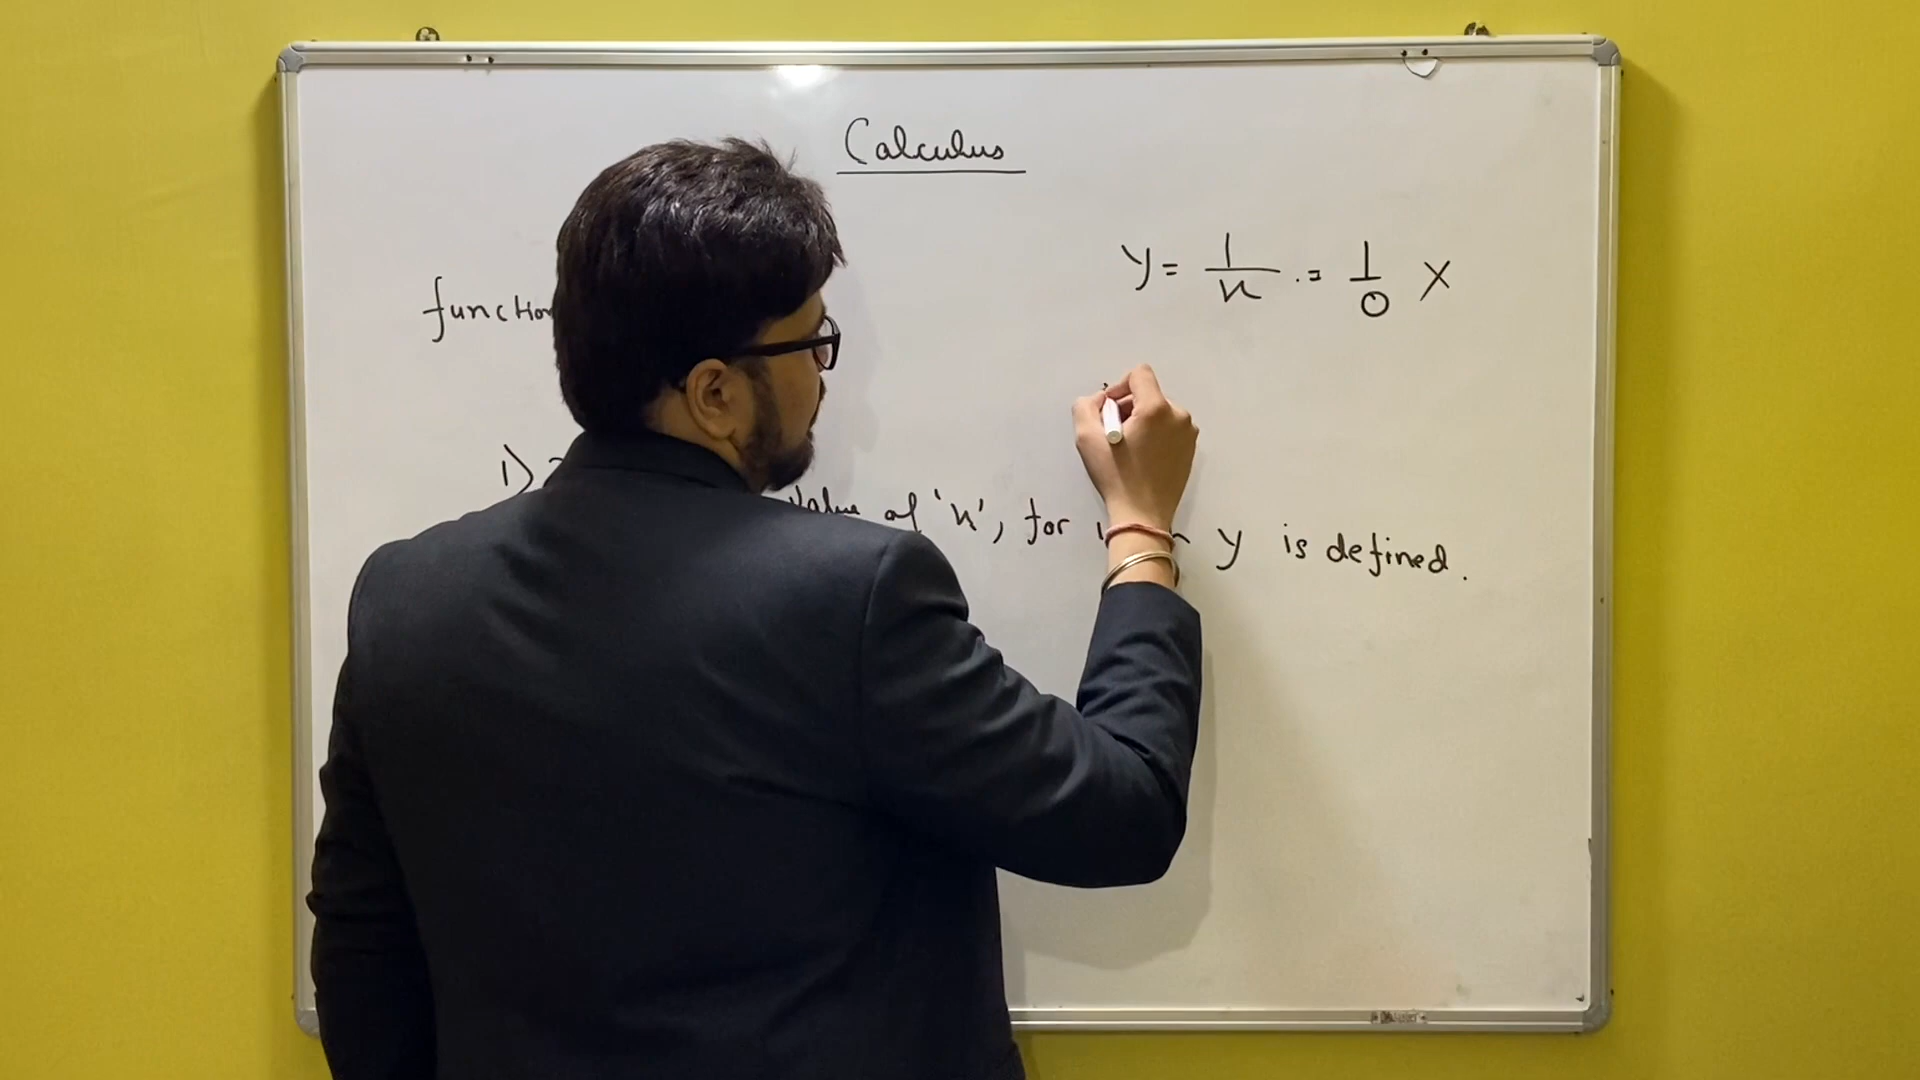 Calculus
y = 1/x . = 1/0 X
function
1)
value of 'x', for y is defined.